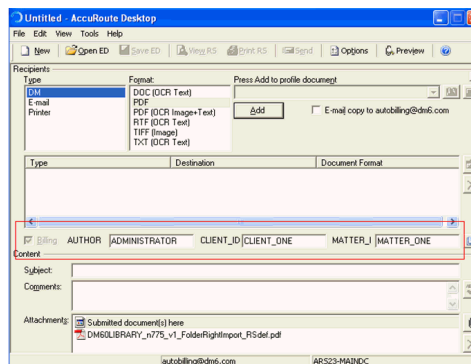 Untitled - AccuRoute Desktop
File Edit View Tools Help
New Open ED Save ED View RS Print RS Send Options Preview
Recipients
Type Format: Press Add to profile document
DM DOC (OCR Text)
E-mail PDF Add E-mail copy to autobilling@dm6.com
Printer PDF (OCR Image+Text)
RTF (OCR Text)
TIFF (Image)
TXT (OCR Text)
Type Destination Document Format
Billing AUTHOR ADMINISTRATOR CLIENT_ID CLIENT_ONE MATTER_I MATTER_ONE
Content
Subject:
Comments:
Attachments: Submitted document(s) here
DM60LIBRARY_n775_v1_FolderRightImport_RSdef.pdf
autobilling@dm6.com ARS23-MAINDC